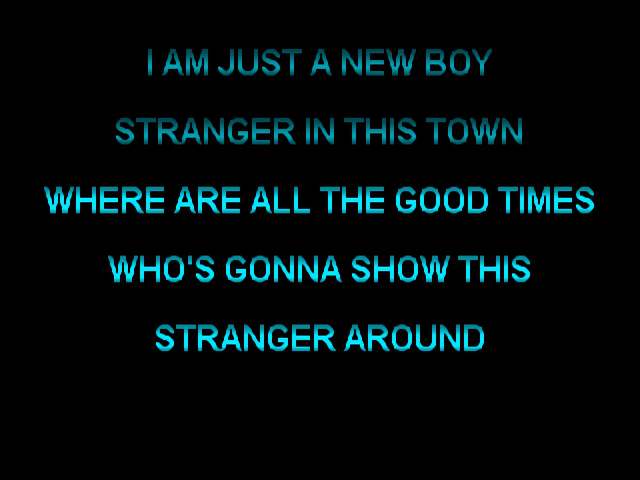 I AM JUST A NEW BOY
STRANGER IN THIS TOWN
WHERE ARE ALL THE GOOD TIMES
WHO'S GONNA SHOW THIS
STRANGER AROUND